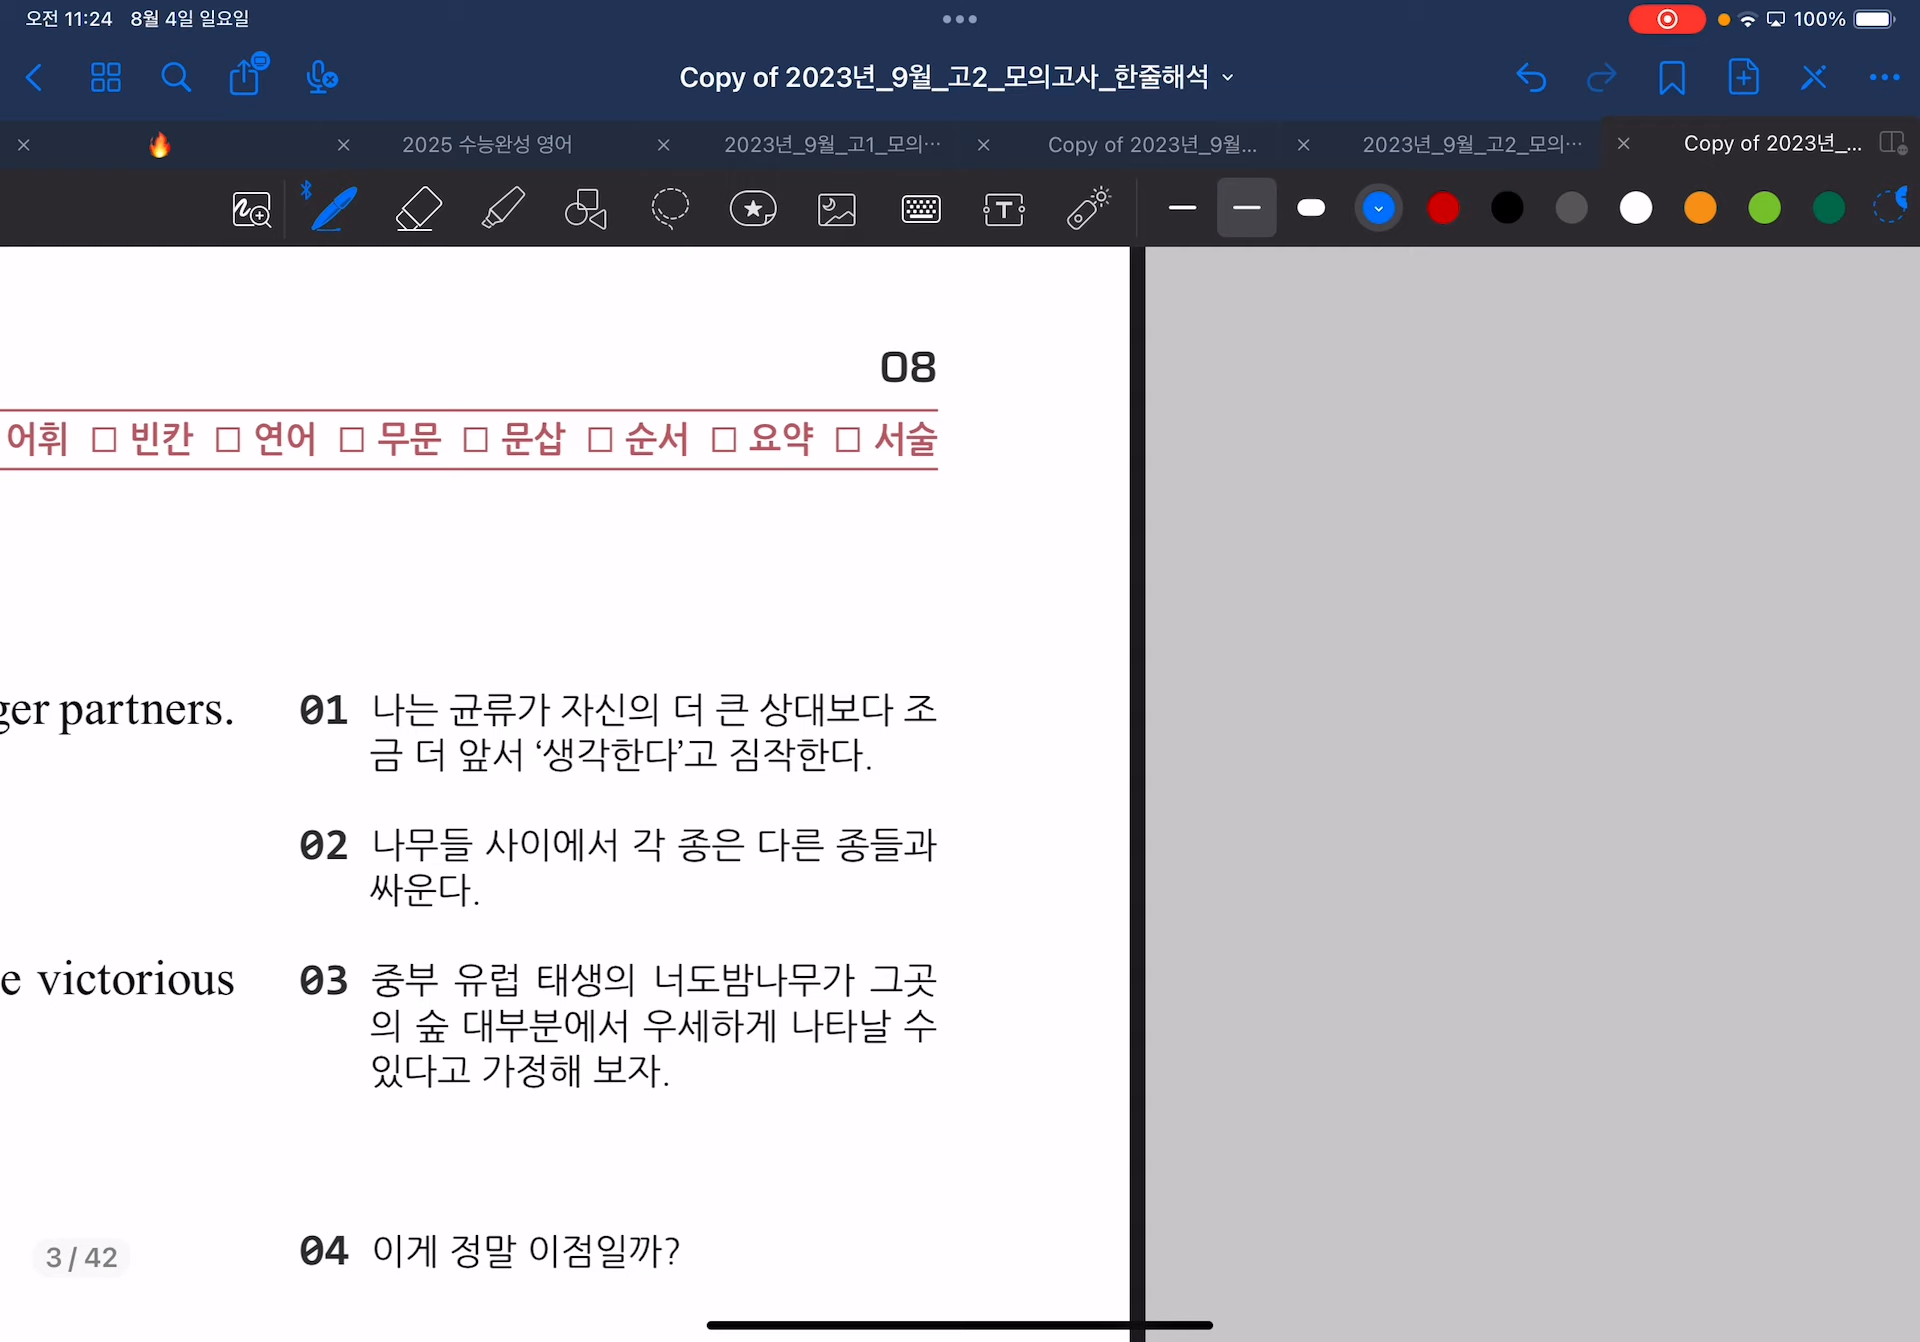 오전 11:24 8월 4일 일요일
100%
Copy of 2023년_9월_고2_모의고사_한줄해석
🔥 2025 수능완성 영어 2023년_9월_고1_모의… Copy of 2023년_9월... 2023년_9월_고2_모의… Copy of 2023년_...
08
어휘 □ 빈칸 □ 연어 □ 무문 □ 문삽 □ 순서 □ 요약 □ 서술
ger partners.
01 나는 균류가 자신의 더 큰 상대보다 조
금 더 앞서 ‘생각한다’고 짐작한다.
02 나무들 사이에서 각 종은 다른 종들과
싸운다.
e victorious
03 중부 유럽 태생의 너도밤나무가 그곳
의 숲 대부분에서 우세하게 나타날 수
있다고 가정해 보자.
04 이게 정말 이점일까?
3 / 42